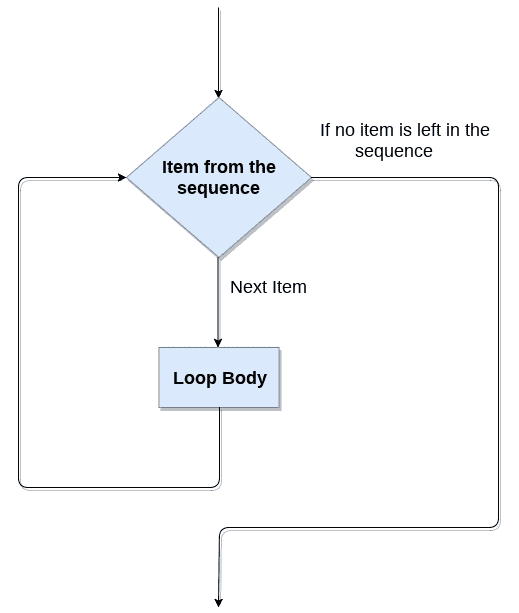 If no item is left in the
sequence
Item from the
sequence
Next Item
Loop Body